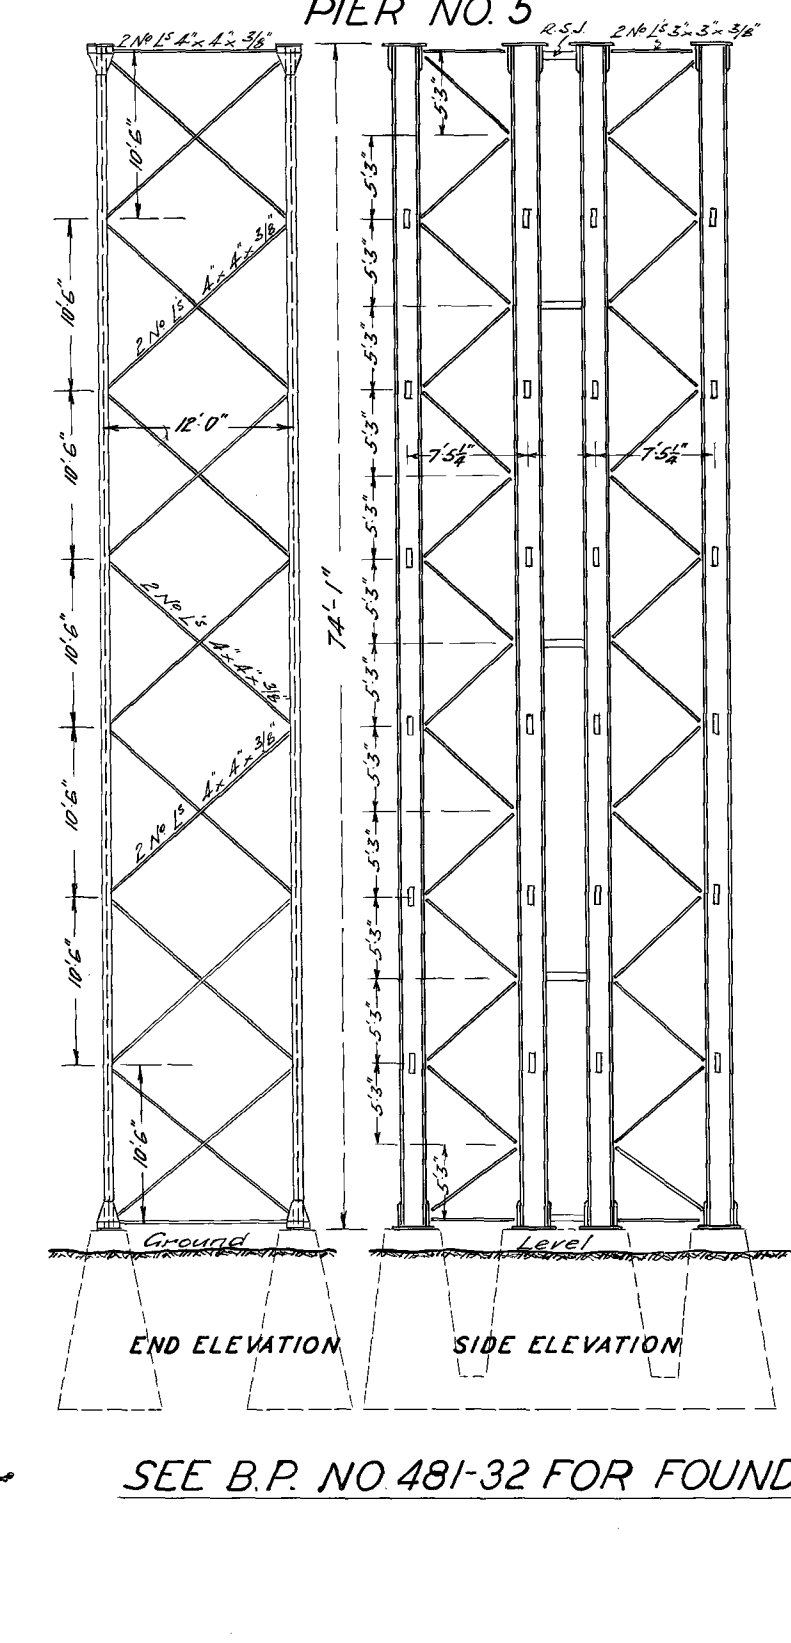 PIER NO. 5
2 No Ls 4" x 4" x 3/8"
R.S.J.
2 No Ls 3" x 3" x 3/8"
10'.6"
5'.3"
5'.3"
5'.3"
5'.3"
5'.3"
5'.3"
5'.3"
5'.3"
5'.3"
5'.3"
5'.3"
5'.3"
5'.3"
5'.3"
10'.6"
10'.6"
10'.6"
10'.6"
10'.6"
10'.6"
2 No Ls 4" x 4" x 3/8"
12'.0"
7'.5¼"
7'.5¼"
74'-1"
2 No Ls 4" x 4" x 3/8"
2 No Ls 4" x 4" x 3/8"
Ground Level
END ELEVATION
SIDE ELEVATION
SEE B.P. NO. 481-32 FOR FOUND